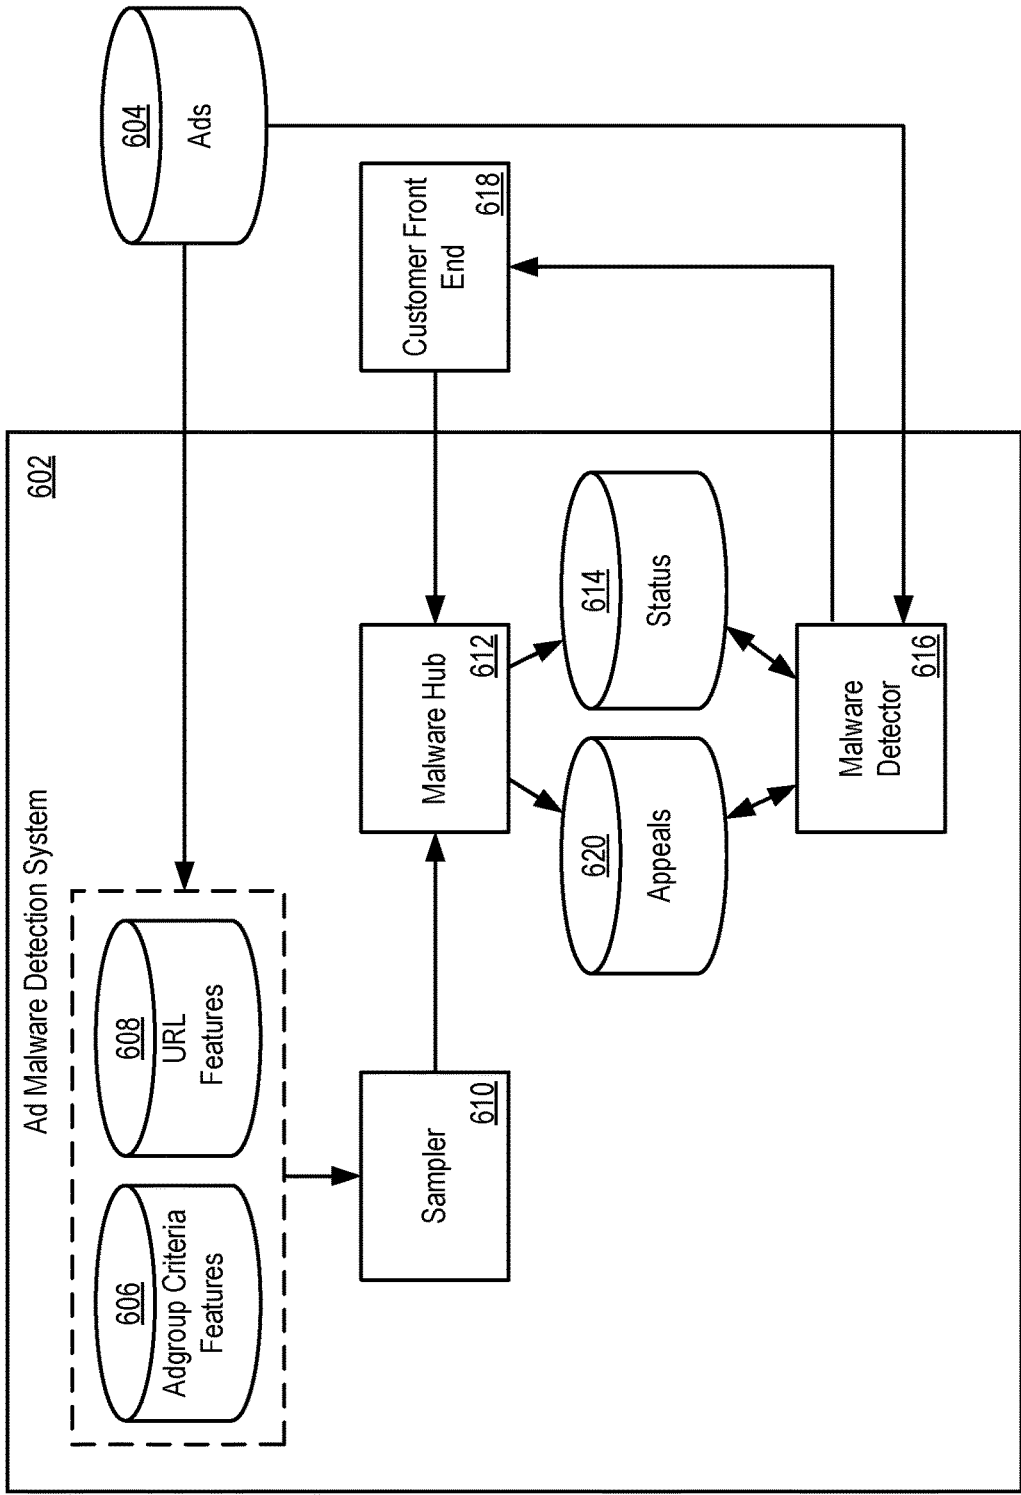 Ad Malware Detection System
602
606
Adgroup Criteria
Features
608
URL
Features
604
Ads
Sampler
610
Malware Hub
612
Customer Front
End
618
620
Appeals
614
Status
Malware
Detector
616